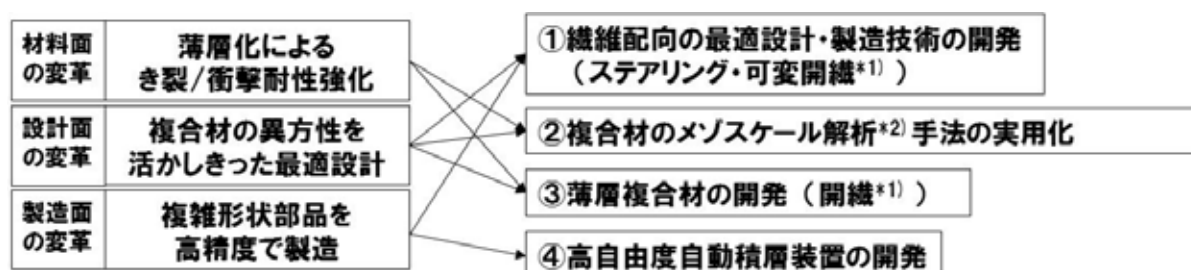 材料面
の変革
薄層化による
き裂/衝撃耐性強化
設計面
の変革
複合材の異方性を
活かしきった最適設計
製造面
の変革
複雑形状部品を
高精度で製造
①繊維配向の最適設計・製造技術の開発
（ステアリング・可変開繊*1) ）
②複合材のメゾスケール解析*2) 手法の実用化
③薄層複合材の開発（開繊*1) ）
④高自由度自動積層装置の開発